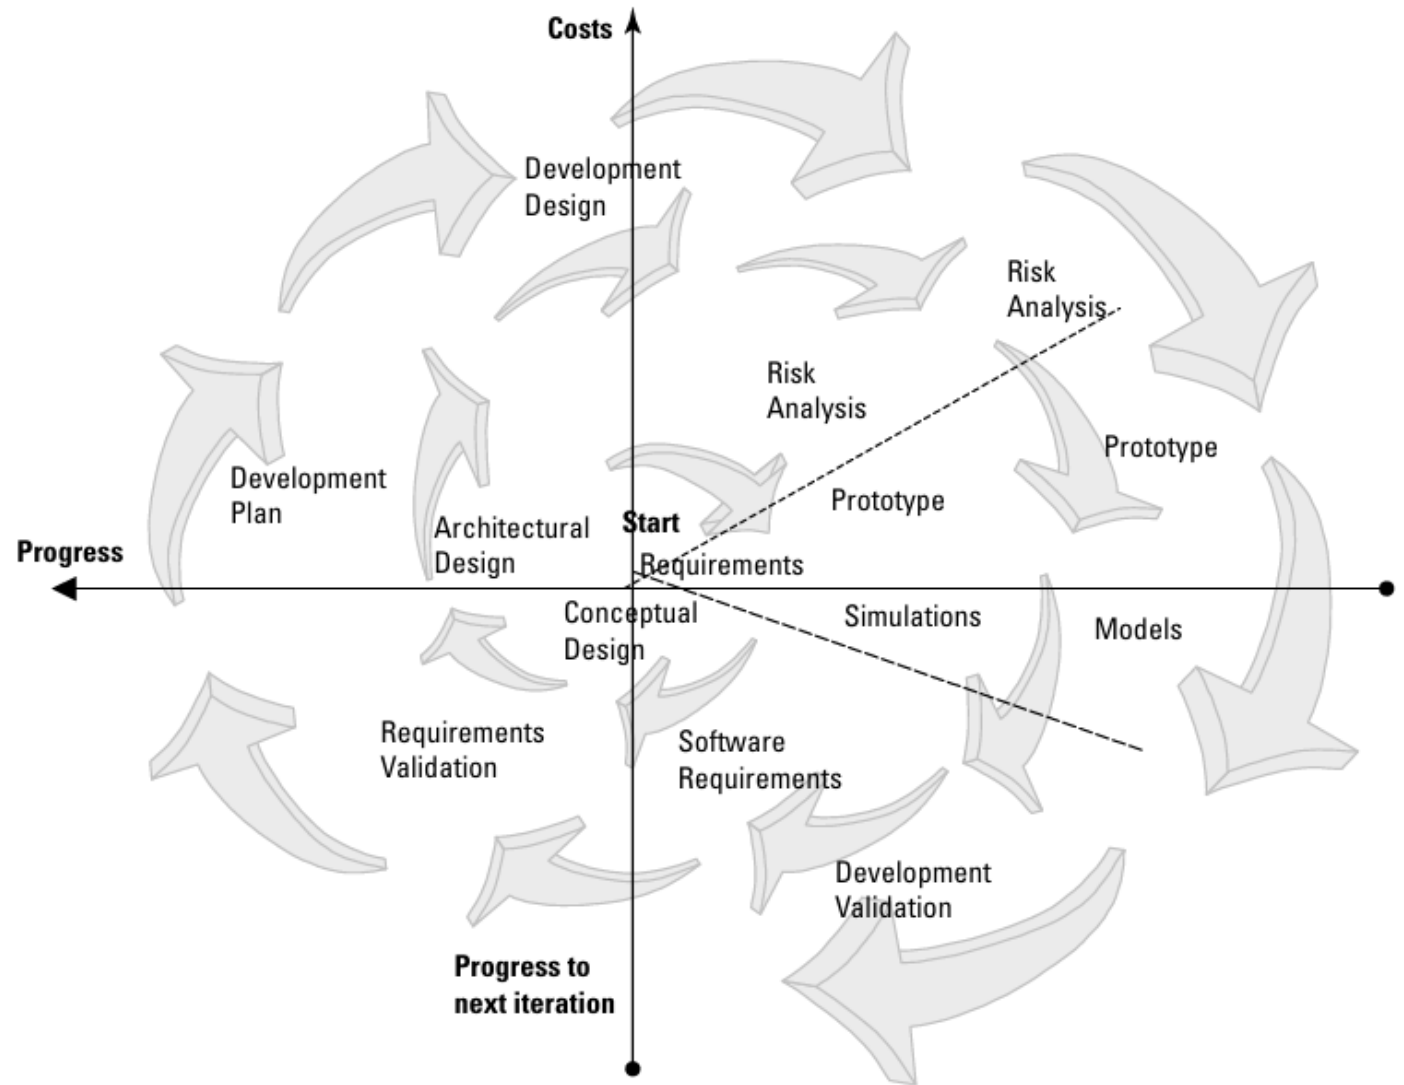 Costs
Development
Design
Risk
Analysis
Risk
Analysis
Prototype
Development
Plan
Prototype
Architectural
Design
Start
Progress
Requirements
Conceptual
Design
Simulations
Models
Requirements
Validation
Software
Requirements
Development
Validation
Progress to
next iteration